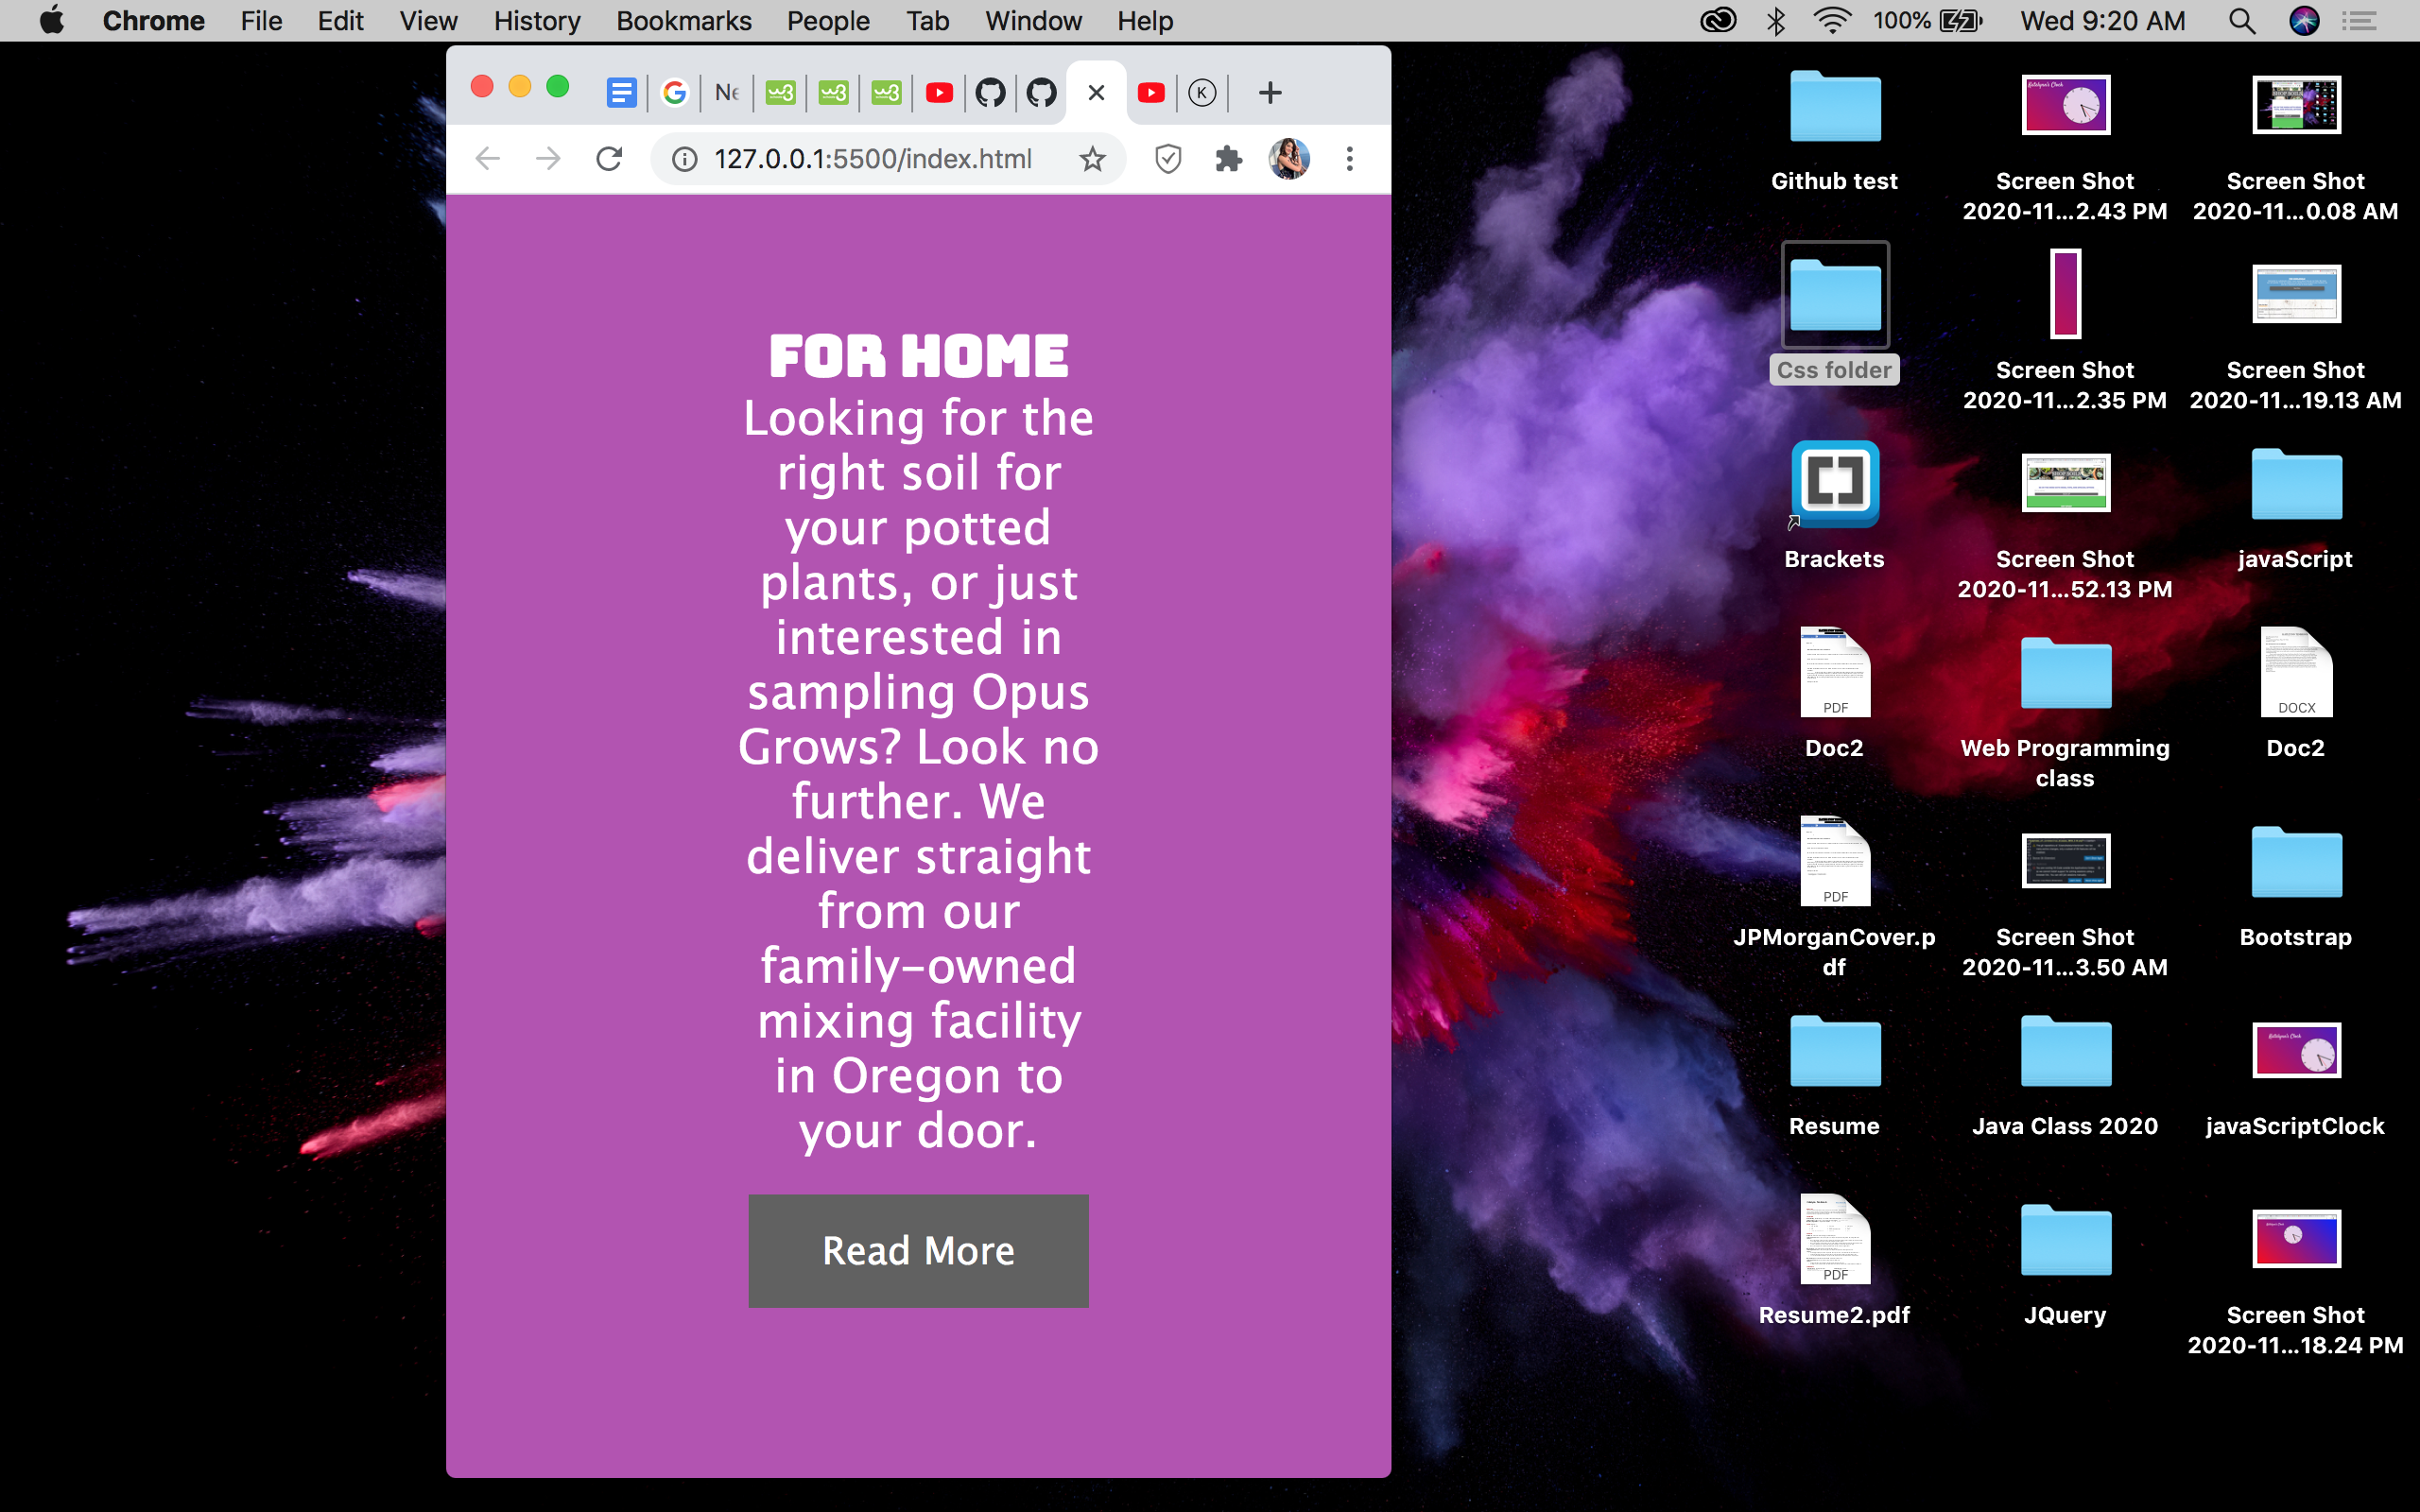 Chrome File Edit View History Bookmarks People Tab Window Help 100% Wed 9:20 AM
Ne
K
127.0.0.1:5500/index.html
FOR HOME
Looking for the
right soil for
your potted
plants, or just
interested in
sampling Opus
Grows? Look no
further. We
deliver straight
from our
family-owned
mixing facility
in Oregon to
your door.
Read More
Github test
Screen Shot
2020-11...2.43 PM
Screen Shot
2020-11...0.08 AM
Css folder
Screen Shot
2020-11...2.35 PM
Screen Shot
2020-11...19.13 AM
Brackets
Screen Shot
2020-11...52.13 PM
javaScript
PDF
Doc2
Web Programming
class
DOCX
Doc2
PDF
JPMorganCover.p
df
Screen Shot
2020-11...3.50 AM
Bootstrap
Resume
Java Class 2020
javaScriptClock
PDF
Resume2.pdf
JQuery
Screen Shot
2020-11...18.24 PM